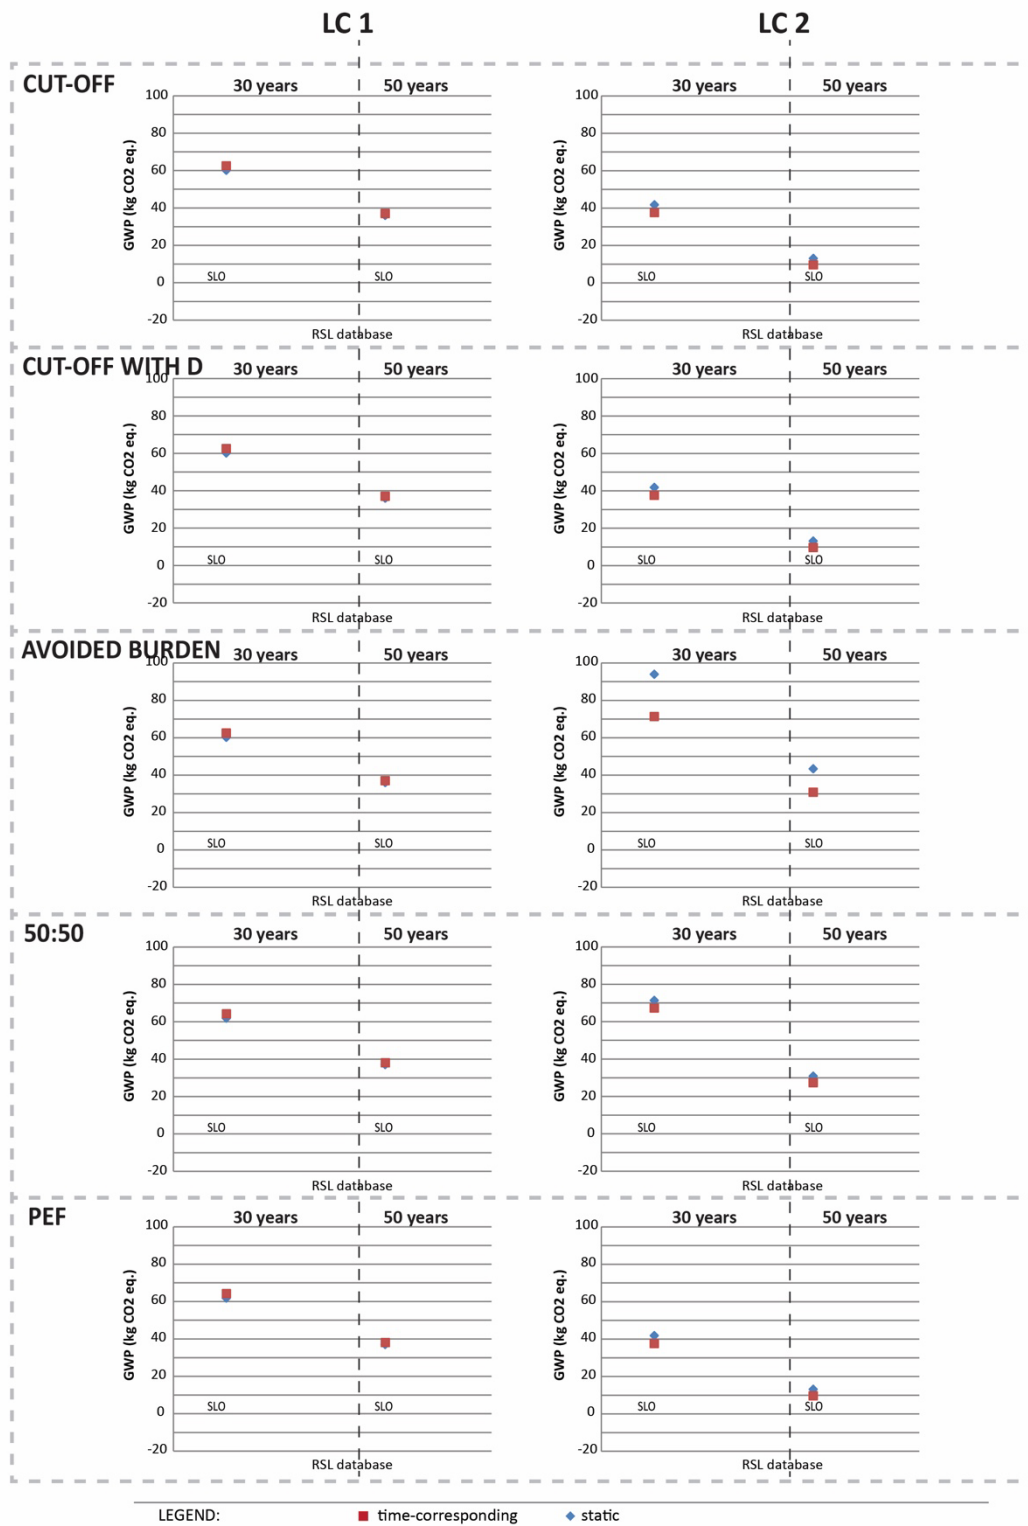 LC 1 LC 2
CUT-OFF
30 years 50 years 30 years 50 years
GWP (kg CO2 eq.) GWP (kg CO2 eq.)
100 100
80 80
60 60
40 40
20 20
SLO SLO SLO SLO
0 0
-20 -20
RSL database RSL database
CUT-OFF WITH D
30 years 50 years 30 years 50 years
GWP (kg CO2 eq.) GWP (kg CO2 eq.)
100 100
80 80
60 60
40 40
20 20
SLO SLO SLO SLO
0 0
-20 -20
RSL database RSL database
AVOIDED BURDEN
30 years 50 years 30 years 50 years
GWP (kg CO2 eq.) GWP (kg CO2 eq.)
100 100
80 80
60 60
40 40
20 20
SLO SLO SLO SLO
0 0
-20 -20
RSL database RSL database
50:50
30 years 50 years 30 years 50 years
GWP (kg CO2 eq.) GWP (kg CO2 eq.)
100 100
80 80
60 60
40 40
20 20
SLO SLO SLO SLO
0 0
-20 -20
RSL database RSL database
PEF
30 years 50 years 30 years 50 years
GWP (kg CO2 eq.) GWP (kg CO2 eq.)
100 100
80 80
60 60
40 40
20 20
SLO SLO SLO SLO
0 0
-20 -20
RSL database RSL database
LEGEND: time-corresponding static